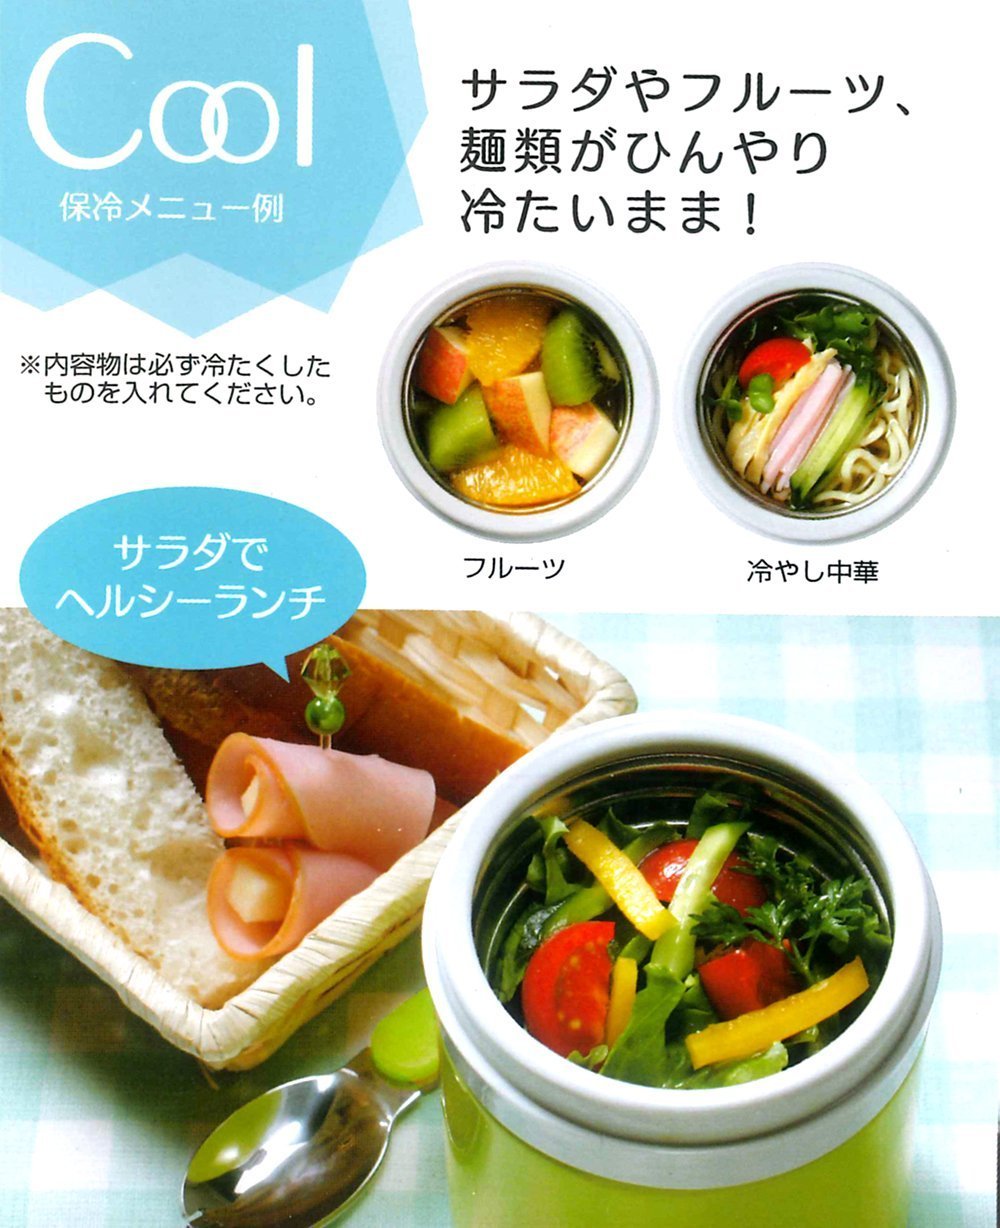 Cool
保冷メニュー例
サラダやフルーツ、
麺類がひんやり
冷たいまま！
※内容物は必ず冷たくした
ものを入れてください。
フルーツ
冷やし中華
サラダで
ヘルシーランチ